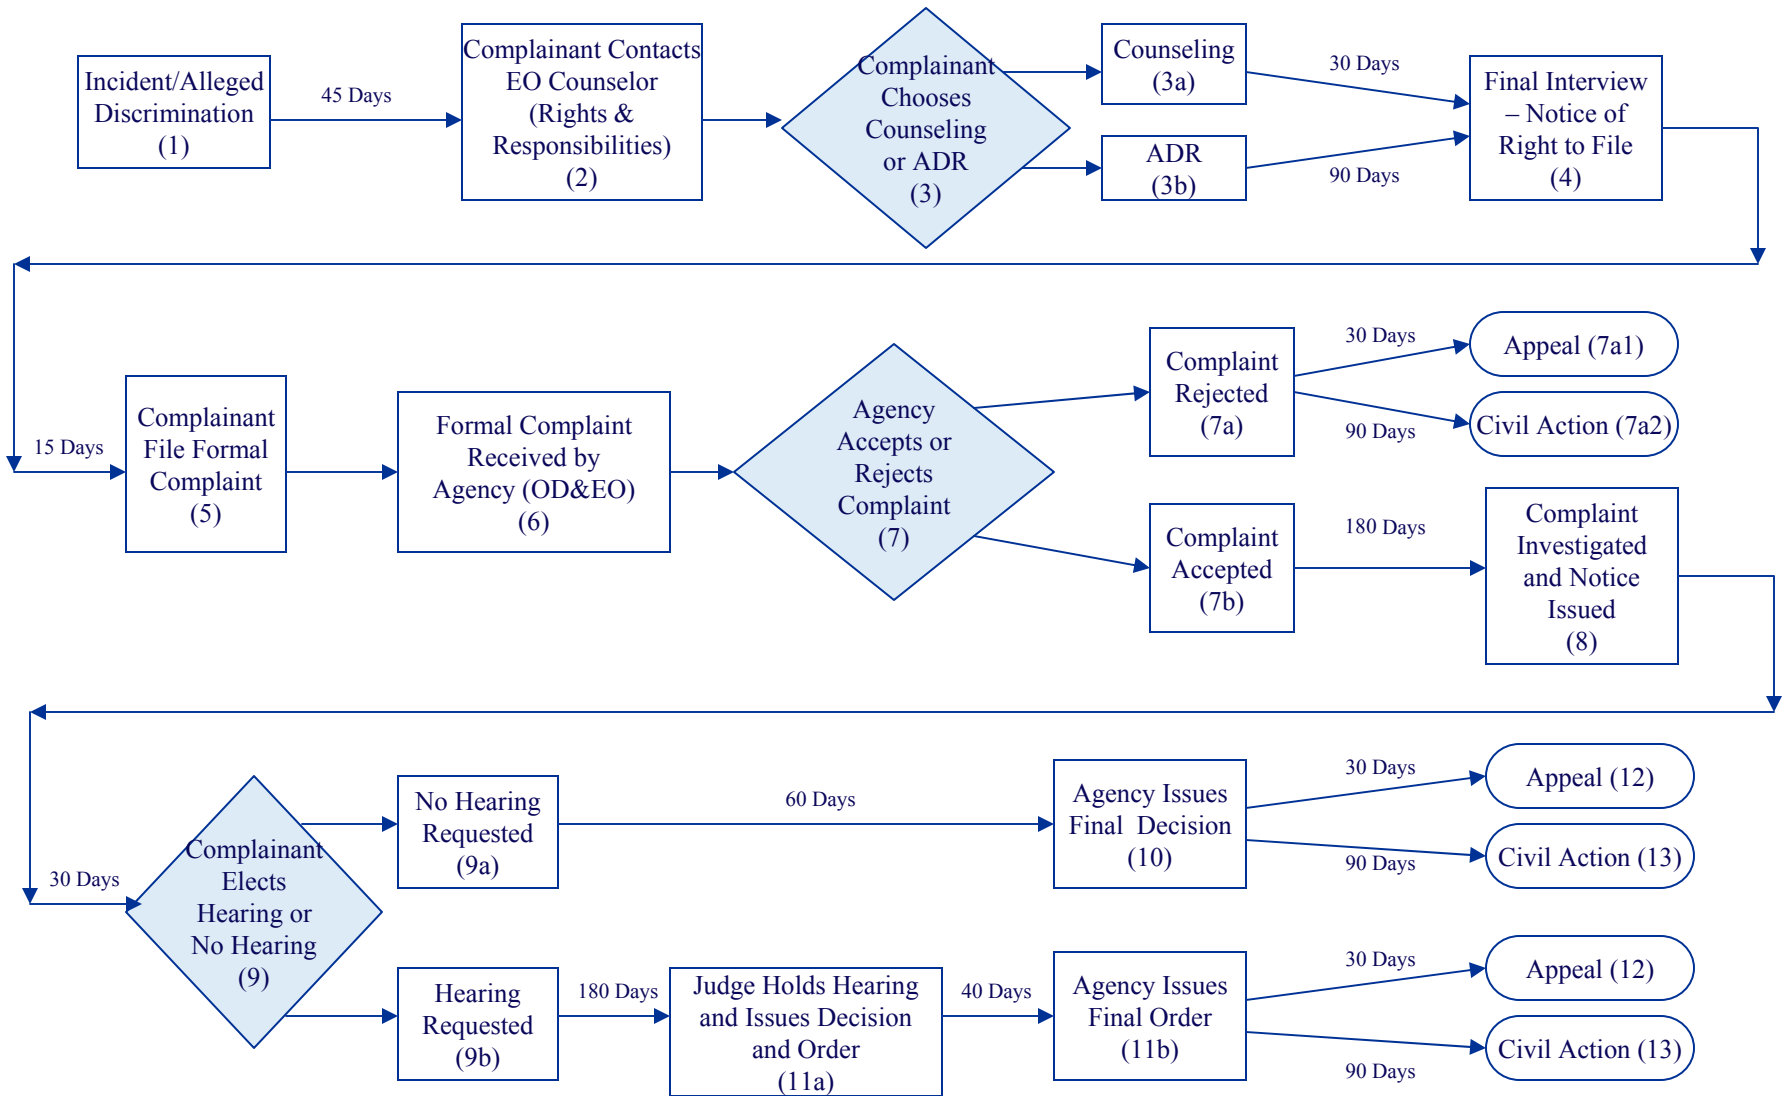 Incident/Alleged
Discrimination
(1)
45 Days
Complainant Contacts
EO Counselor
(Rights &
Responsibilities)
(2)
Complainant
Chooses
Counseling
or ADR
(3)
Counseling
(3a)
ADR
(3b)
30 Days
90 Days
Final Interview
– Notice of
Right to File
(4)
15 Days
Complainant
File Formal
Complaint
(5)
Formal Complaint
Received by
Agency (OD&EO)
(6)
Agency
Accepts or
Rejects
Complaint
(7)
Complaint
Rejected
(7a)
30 Days
90 Days
Appeal (7a1)
Civil Action (7a2)
Complaint
Accepted
(7b)
180 Days
Complaint
Investigated
and Notice
Issued
(8)
30 Days
Complainant
Elects
Hearing or
No Hearing
(9)
No Hearing
Requested
(9a)
60 Days
Agency Issues
Final  Decision
(10)
30 Days
90 Days
Appeal (12)
Civil Action (13)
Hearing
Requested
(9b)
180 Days
Judge Holds Hearing
and Issues Decision
and Order
(11a)
40 Days
Agency Issues
Final Order
(11b)
30 Days
90 Days
Appeal (12)
Civil Action (13)